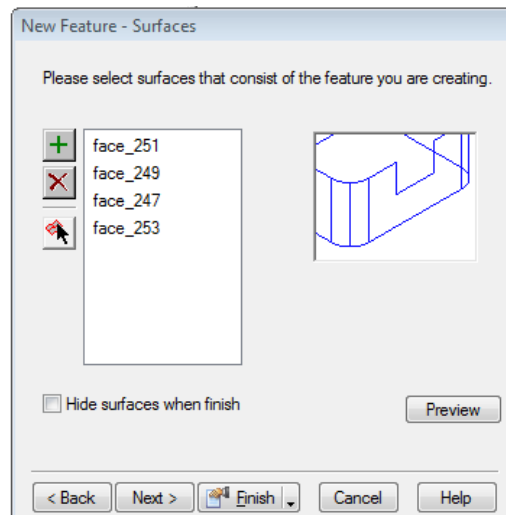 New Feature - Surfaces
Please select surfaces that consist of the feature you are creating.
face_251
face_249
face_247
face_253
Hide surfaces when finish
Preview
< Back Next > Finish Cancel Help